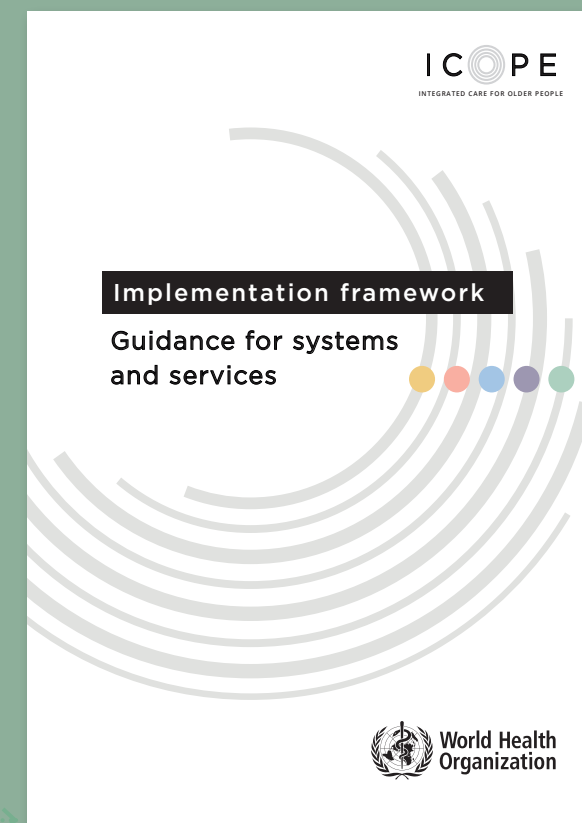 ICOPE
INTEGRATED CARE FOR OLDER PEOPLE
Implementation framework
Guidance for systems
and services
World Health
Organization